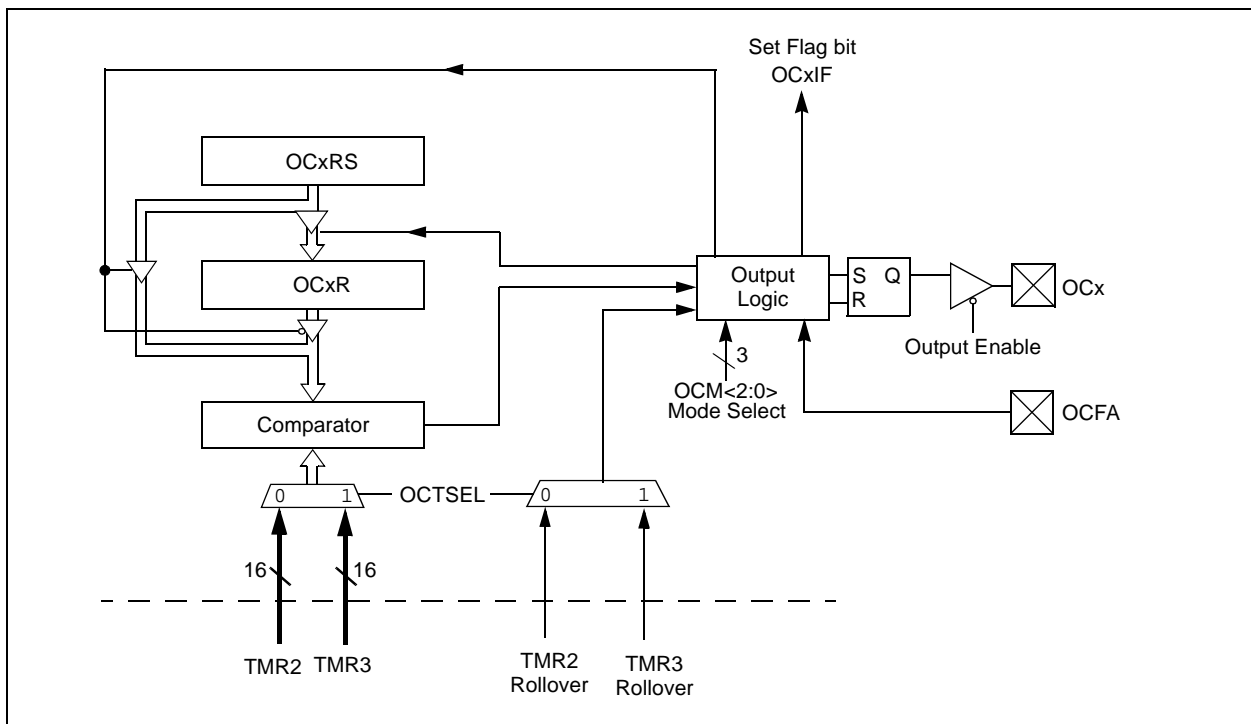 Set Flag bit
OCxIF
OCxRS
OCxR
Output
Logic
S Q
R
OCx
Output Enable
3
OCM<2:0>
Mode Select
OCFA
Comparator
0 1
OCTSEL
0 1
16
16
TMR2
TMR3
TMR2
Rollover
TMR3
Rollover